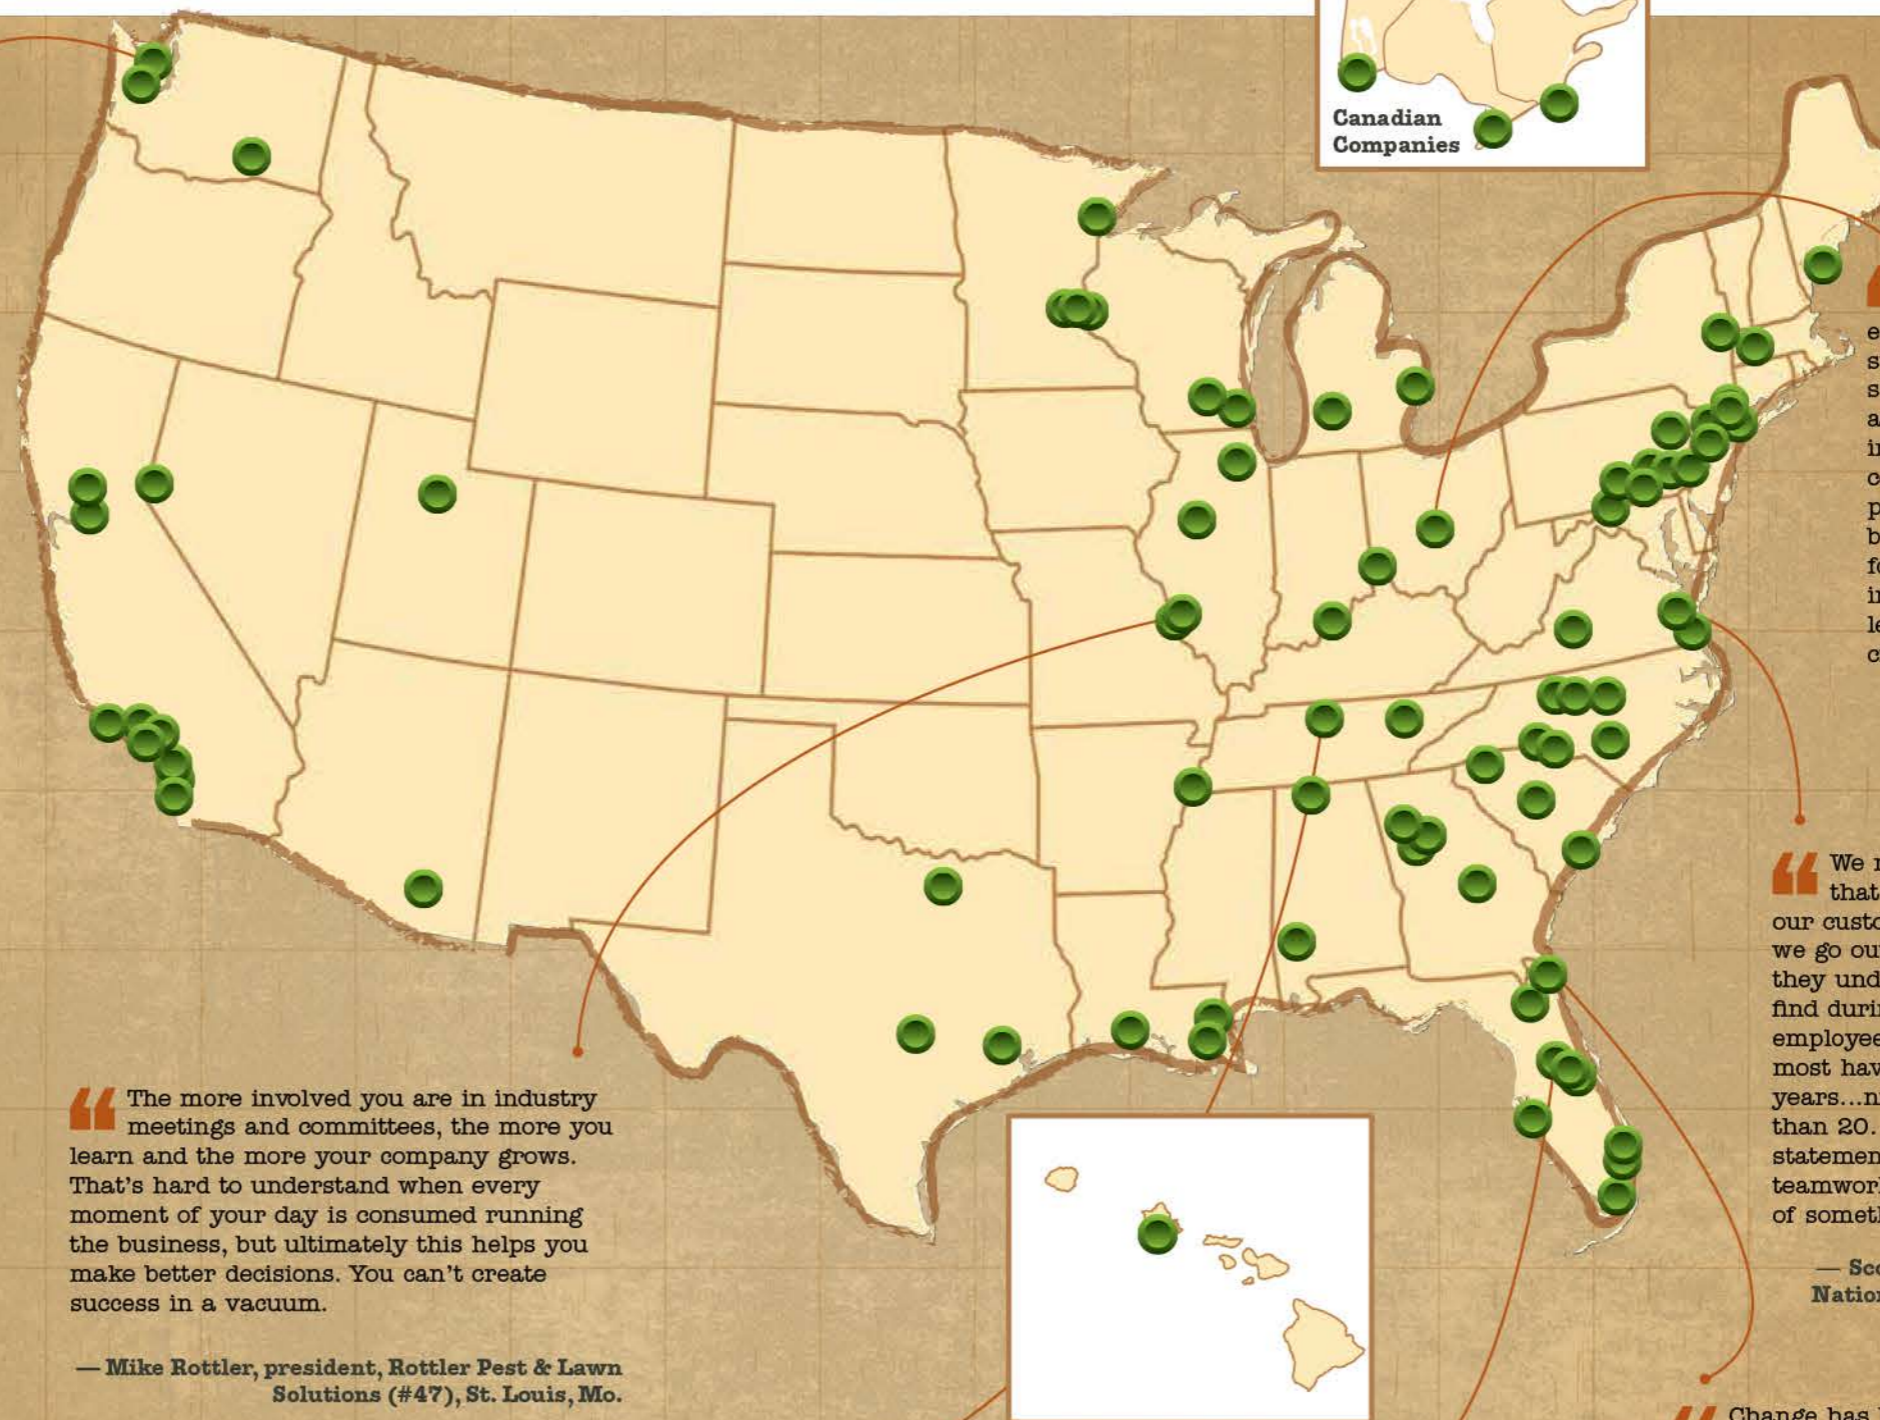 Canadian
Companies
“ The more involved you are in industry
meetings and committees, the more you
learn and the more your company grows.
That's hard to understand when every
moment of your day is consumed running
the business, but ultimately this helps you
make better decisions. You can't create
success in a vacuum.
— Mike Rottler, president, Rottler Pest & Lawn
Solutions (#47), St. Louis, Mo.
“ We
that
our custo
we go ou
they und
find duri
employee
most hav
years...n
than 20.
statemen
teamwor
of somet
— Sc
Nation
“ Change has